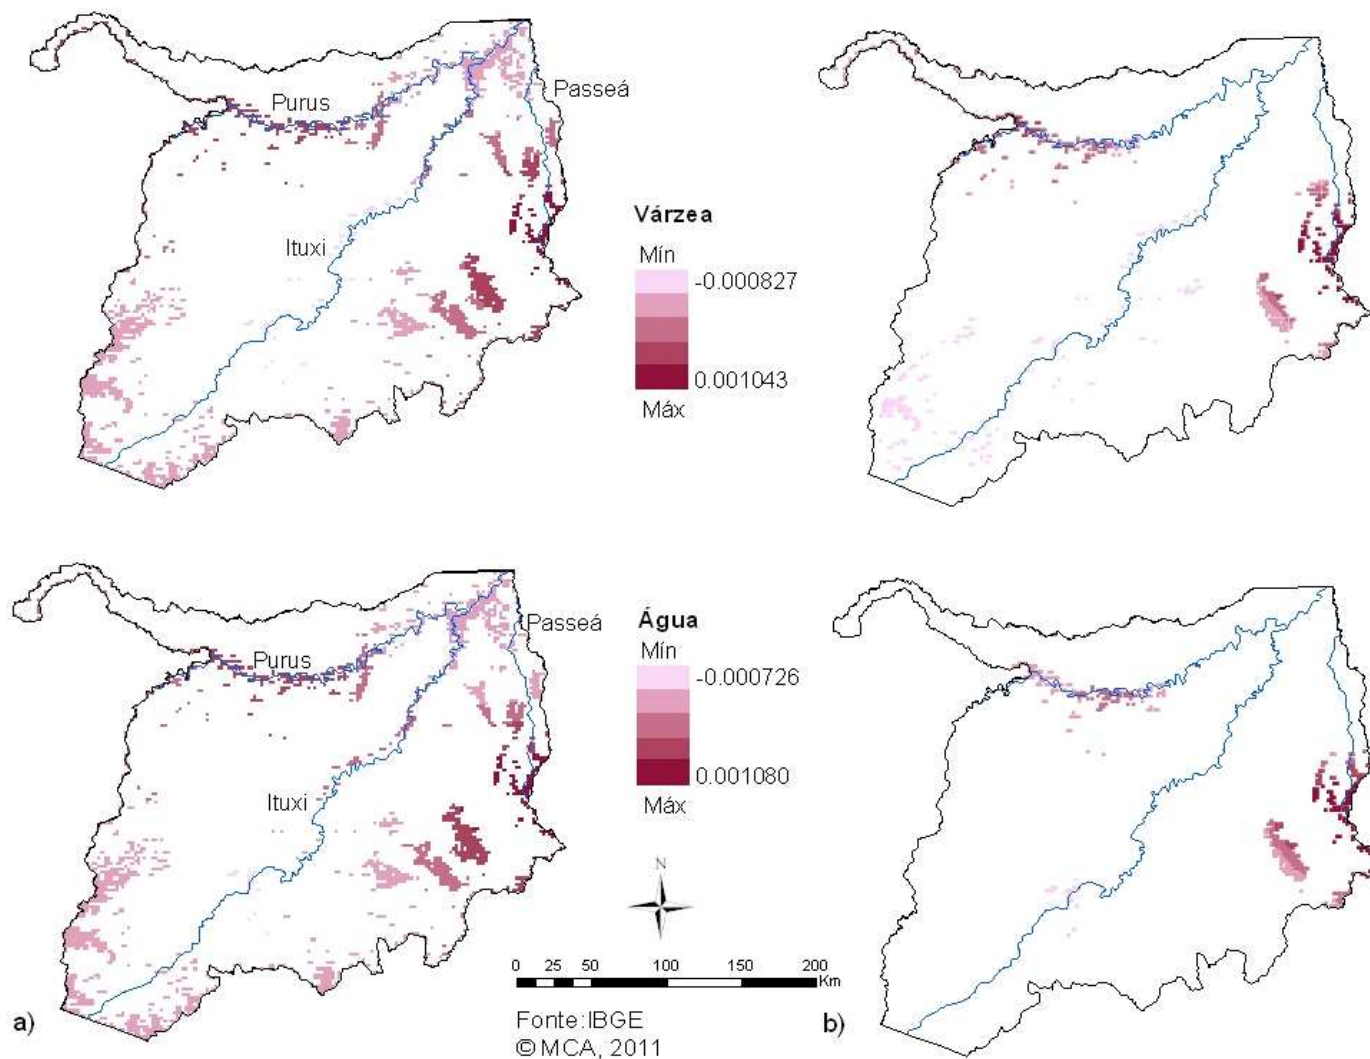 Purus
Passeá
Ituxi
Várzea
Mín
-0.000827
0.001043
Máx
Purus
Passeá
Ituxi
Água
Mín
-0.000726
0.001080
Máx
N
0 25 50 100 150 200
Km
a)
Fonte:IBGE
© MCA, 2011
b)